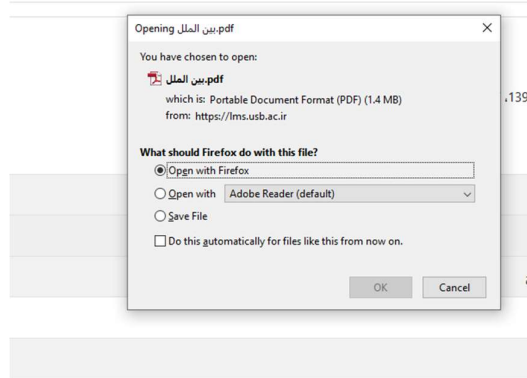 Opening بین الملل.pdf
You have chosen to open:
بین الملل.pdf
which is: Portable Document Format (PDF) (1.4 MB)
from: https://lms.usb.ac.ir
What should Firefox do with this file?
Open with Firefox
Open with Adobe Reader (default)
Save File
Do this automatically for files like this from now on.
OK Cancel